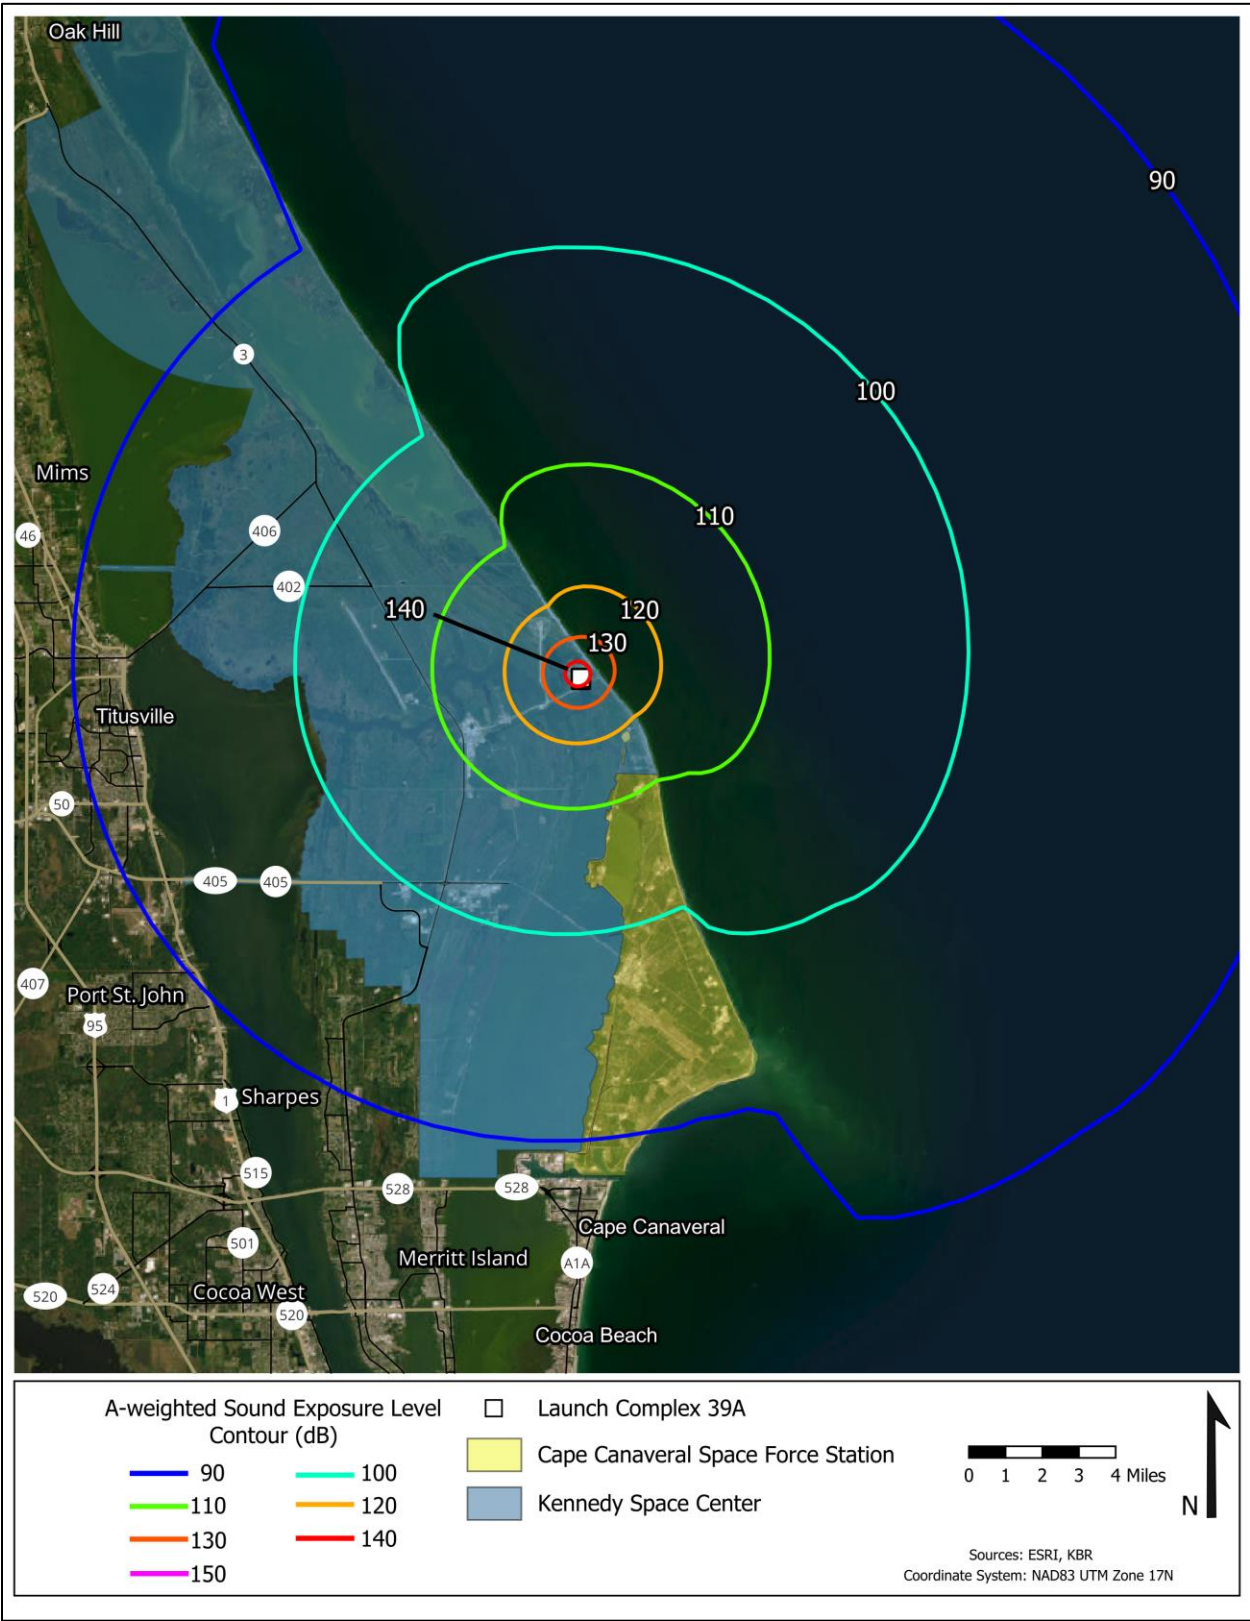 Oak Hill
90
3
100
Mims
110
406
46
402
140
120
130
Titusville
50
405
405
407
Port St. John
95
1
Sharpes
515
528
528
Cape Canaveral
501
Merritt Island
A1A
524
520
Cocoa West
520
Cocoa Beach
A-weighted Sound Exposure Level
Contour (dB)
90
100
110
120
130
140
150
Launch Complex 39A
Cape Canaveral Space Force Station
Kennedy Space Center
0 1 2 3 4 Miles
N
Sources: ESRI, KBR
Coordinate System: NAD83 UTM Zone 17N